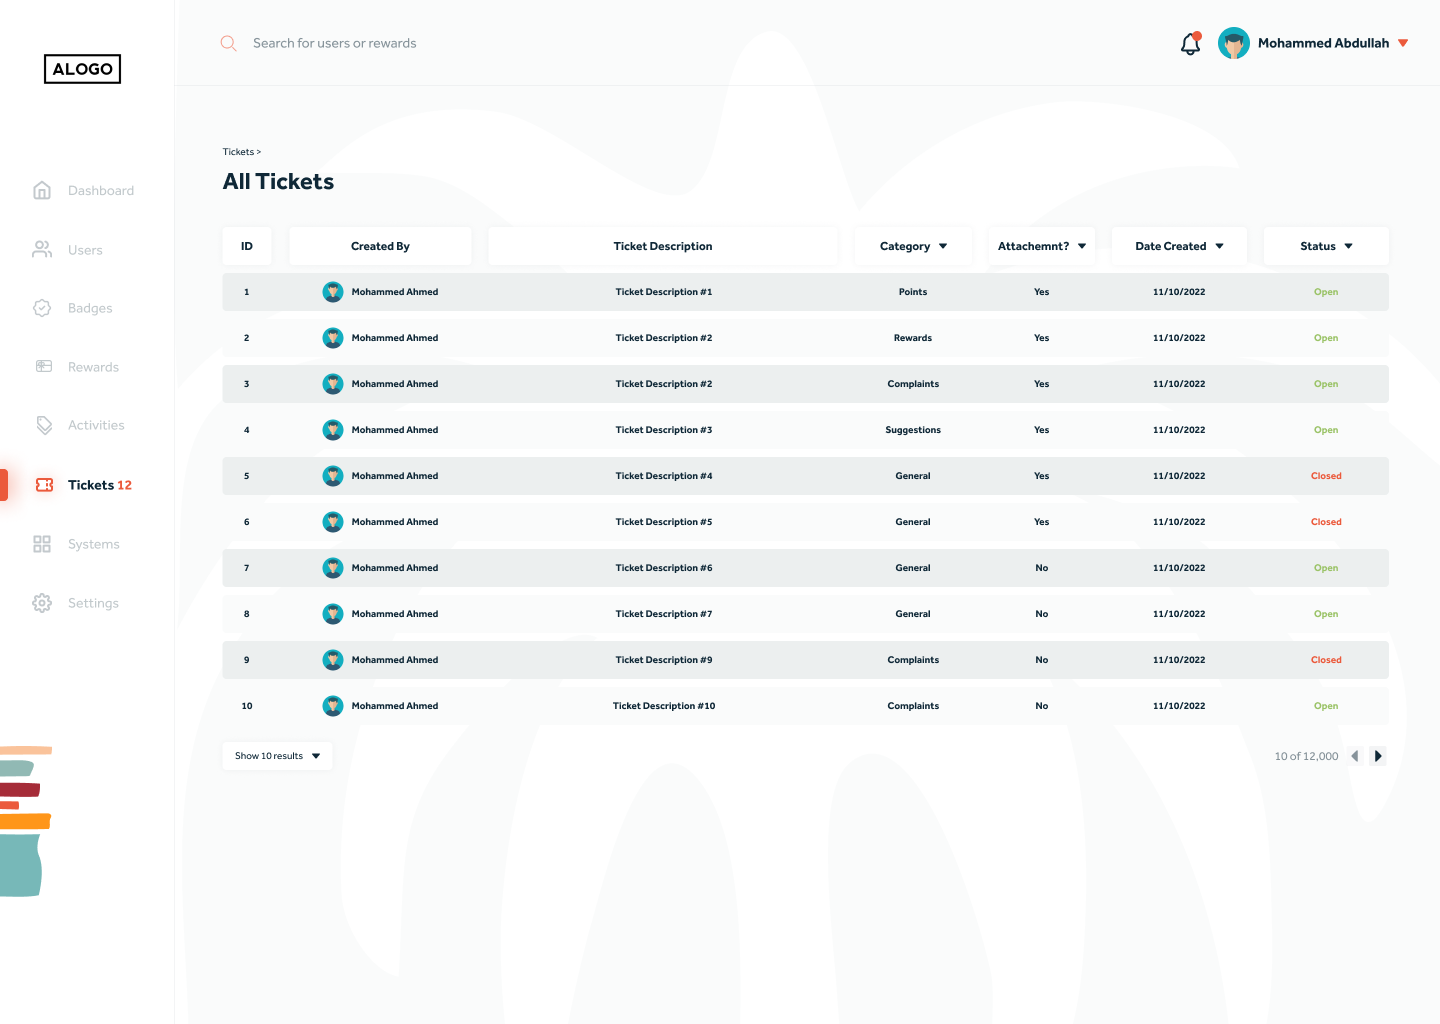 ALOGO
Search for users or rewards
Mohammed Abdullah
Dashboard
Users
Badges
Rewards
Activities
Tickets 12
Systems
Settings
Tickets >
All Tickets
ID Created By Ticket Description Category Attachemnt? Date Created Status
1 Mohammed Ahmed Ticket Description #1 Points Yes 11/10/2022 Open
2 Mohammed Ahmed Ticket Description #2 Rewards Yes 11/10/2022 Open
3 Mohammed Ahmed Ticket Description #2 Complaints Yes 11/10/2022 Open
4 Mohammed Ahmed Ticket Description #3 Suggestions Yes 11/10/2022 Open
5 Mohammed Ahmed Ticket Description #4 General Yes 11/10/2022 Closed
6 Mohammed Ahmed Ticket Description #5 General Yes 11/10/2022 Closed
7 Mohammed Ahmed Ticket Description #6 General No 11/10/2022 Open
8 Mohammed Ahmed Ticket Description #7 General No 11/10/2022 Open
9 Mohammed Ahmed Ticket Description #9 Complaints No 11/10/2022 Closed
10 Mohammed Ahmed Ticket Description #10 Complaints No 11/10/2022 Open
Show 10 results
10 of 12,000